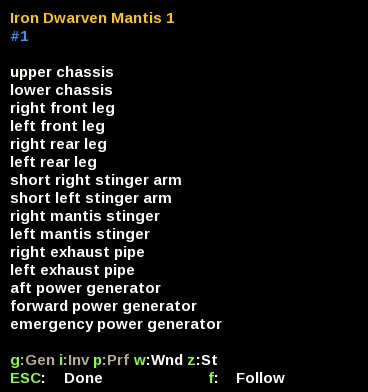 Iron Dwarven Mantis 1
#1
upper chassis
lower chassis
right front leg
left front leg
right rear leg
left rear leg
short right stinger arm
short left stinger arm
right mantis stinger
left mantis stinger
right exhaust pipe
left exhaust pipe
aft power generator
forward power generator
emergency power generator
g:Gen i:Inv p:Prf w:Wnd z:St
ESC: Done f: Follow